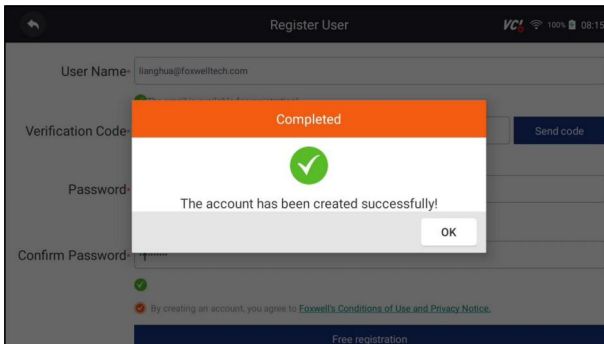 Register User
VCI
100%
08:15
User Name*
lianghua@foxwelltech.com
Completed
Verification Code*
Send code
The account has been created successfully!
Password*
OK
Confirm Password*
By creating an account, you agree to Foxwell's Conditions of Use and Privacy Notice.
Free registration